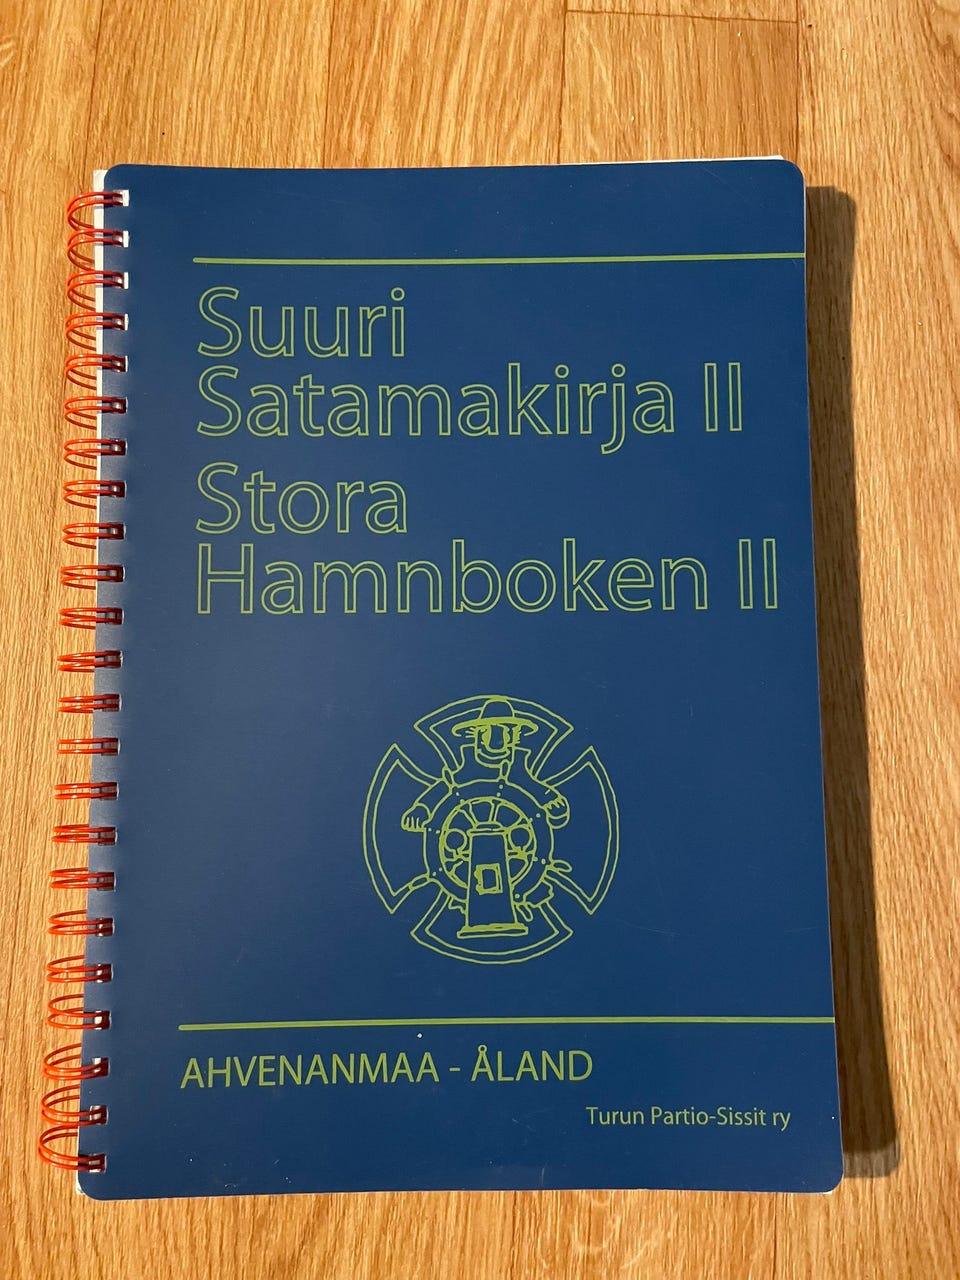 Suuri
Satamakirja II
Stora
Hamnboken II
AHVENANMAA - ÅLAND
Turun Partio-Sissit ry